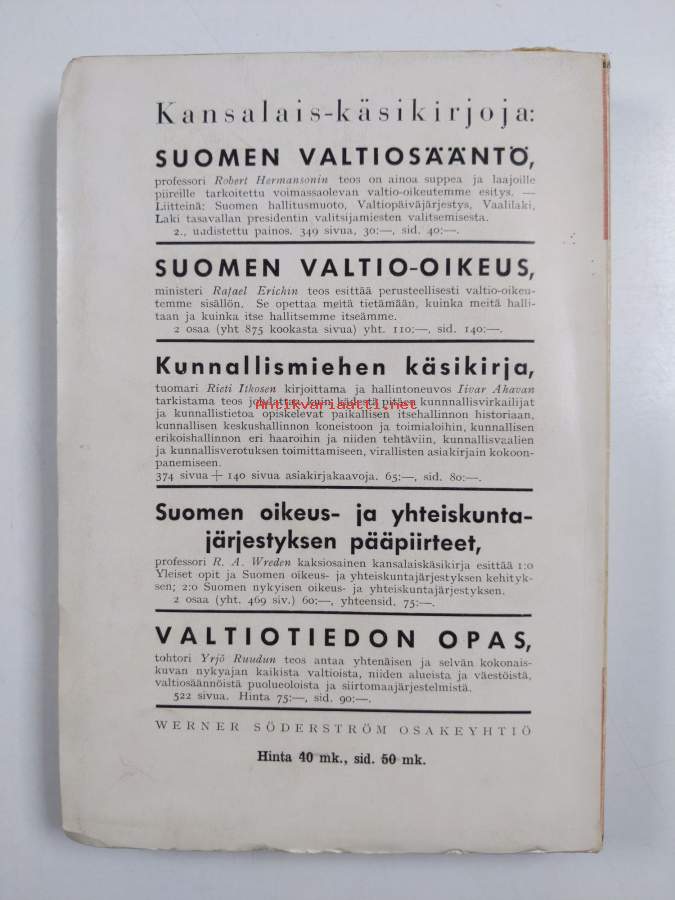 Kansalais-käsikirjoja:
SUOMEN VALTIOSÄÄNTÖ,
professori Robert Hermansonin teos on ainoa suppea ja laajoille
piireille tarkoitettu voimassaolevan valtio-oikeutemme esitys. —
Liitteinä: Suomen hallitusmuoto, Valtiopäiväjärjestys, Vaalilaki,
Laki tasavallan presidentin valitsijamiesten valitsemisesta.
2., uudistettu painos. 349 sivua, 30:—, sid. 40:—.
SUOMEN VALTIO-OIKEUS,
ministeri Rafael Erichin teos esittää perusteellisesti valtio-oikeu-
temme sisällön. Se opettaa meitä tietämään, kuinka meitä halli-
taan ja kuinka itse hallitsemme itseämme.
2 osaa (yht 875 kookasta sivua) yht. 110:—, sid. 140:—.
Kunnallismiehen käsikirja,
tuomari Rieti Itkosen kirjoittama ja hallintoneuvos Iivar Ahavan
tarkistama teos johdattaa kuin kädestä pitäen kunnnallisvirkailijat
Antikvariaatti.net
ja kunnallistietoa opiskelevat paikallisen itsehallinnon historiaan,
kunnallisen keskushallinnon koneistoon ja toimialoihin, kunnallisen
erikoishallinnon eri haaroihin ja niiden tehtäviin, kunnallisvaalien
ja kunnallisverotuksen toimittamiseen, virallisten asiakirjain kokoon-
panemiseen.
374 sivua + 140 sivua asiakirjakaavoja. 65:—, sid. 80:—.
Suomen oikeus- ja yhteiskunta-
järjestyksen pääpiirteet,
professori R. A. Wreden kaksiosainen kansalaiskäsikirja esittää 1:0
Yleiset opit ja Suomen oikeus- ja yhteiskuntajärjestyksen kehityk-
sen; 2:0 Suomen nykyisen oikeus- ja yhteiskuntajärjestyksen.
2 osaa (yht. 469 siv.) 60;—, yhteensid. 75:—.
VALTIOTIEDON OPAS,
tohtori Yrjö Ruudun teos antaa yhtenäisen ja selvän kokonais-
kuvan nykyajan kaikista valtioista, niiden alueista ja väestöistä,
valtiosäännöistä puolueoloista ja siirtomaajärjestelmistä.
522 sivua. Hinta 75:—, sid. 90:—.
WERNER SÖDERSTRÖM OSAKEYHTIÖ
Hinta 40 mk., sid. 50 mk.